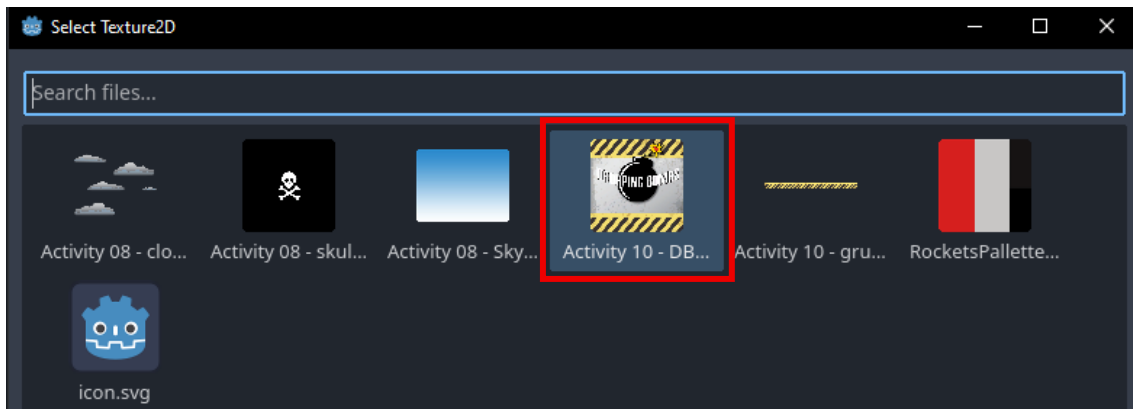 Select Texture2D
Search files...
Activity 08 - clo...
Activity 08 - skul...
Activity 08 - Sky...
Activity 10 - DB...
Activity 10 - gru...
RocketsPallette...
icon.svg